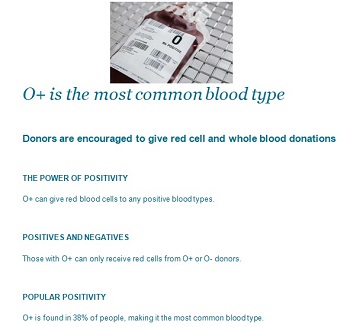 O
Rh POSITIVE
O+ is the most common blood type
Donors are encouraged to give red cell and whole blood donations
THE POWER OF POSITIVITY
O+ can give red blood cells to any positive blood types.
POSITIVES AND NEGATIVES
Those with O+ can only receive red cells from O+ or O- donors.
POPULAR POSITIVITY
O+ is found in 38% of people, making it the most common blood type.